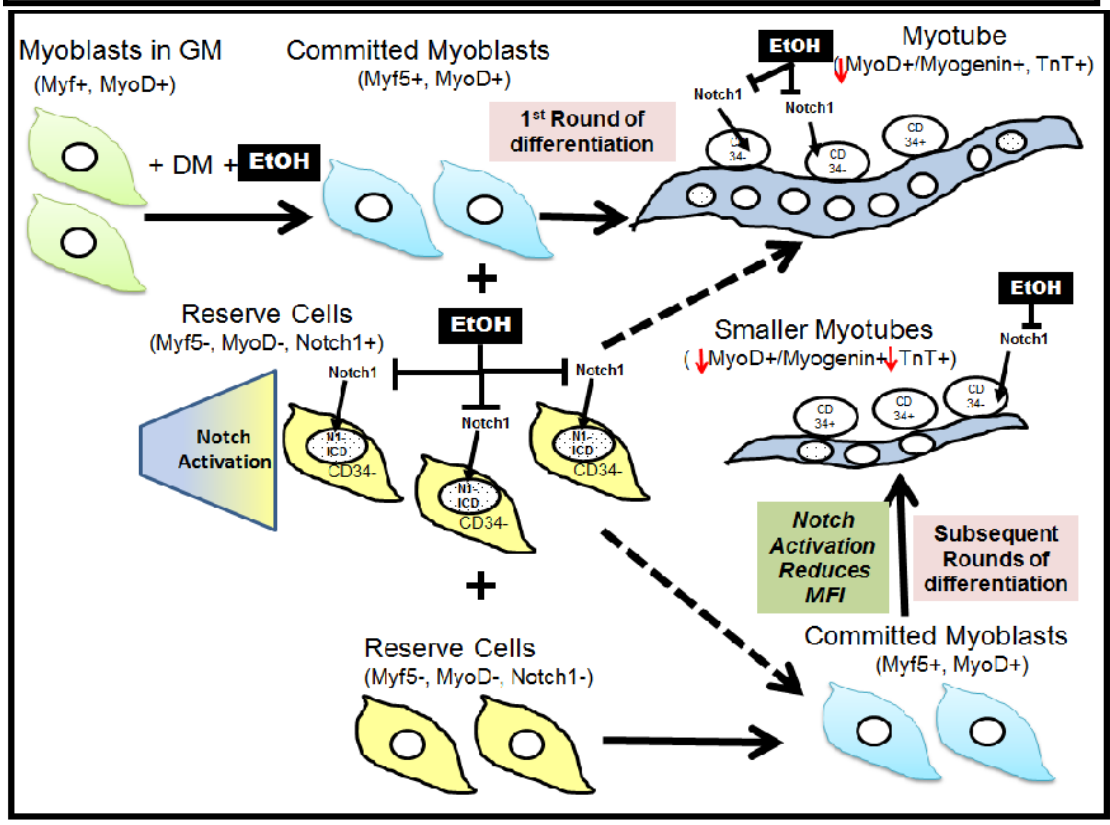 Myoblasts in GM
(Myf+, MyoD+)
+ DM + EtOH
Committed Myoblasts
(Myf5+, MyoD+)
1st Round of
differentiation
EtOH
Myotube
(↓MyoD+/Myogenin+, TnT+)
Notch1
Notch1
CD
34-
CD
34-
CD
34+
+
Reserve Cells
(Myf5-, MyoD-, Notch1+)
EtOH
Notch1
Notch1
Notch1
Notch
Activation
N1-
ICD
CD34-
N1-
ICD
CD34-
N1-
ICD
CD34-
EtOH
Notch1
Smaller Myotubes
(↓MyoD+/Myogenin+↓TnT+)
CD
34+
CD
34+
CD
34-
Notch
Activation
Reduces
MFI
Subsequent
Rounds of
differentiation
+
Reserve Cells
(Myf5-, MyoD-, Notch1-)
Committed Myoblasts
(Myf5+, MyoD+)